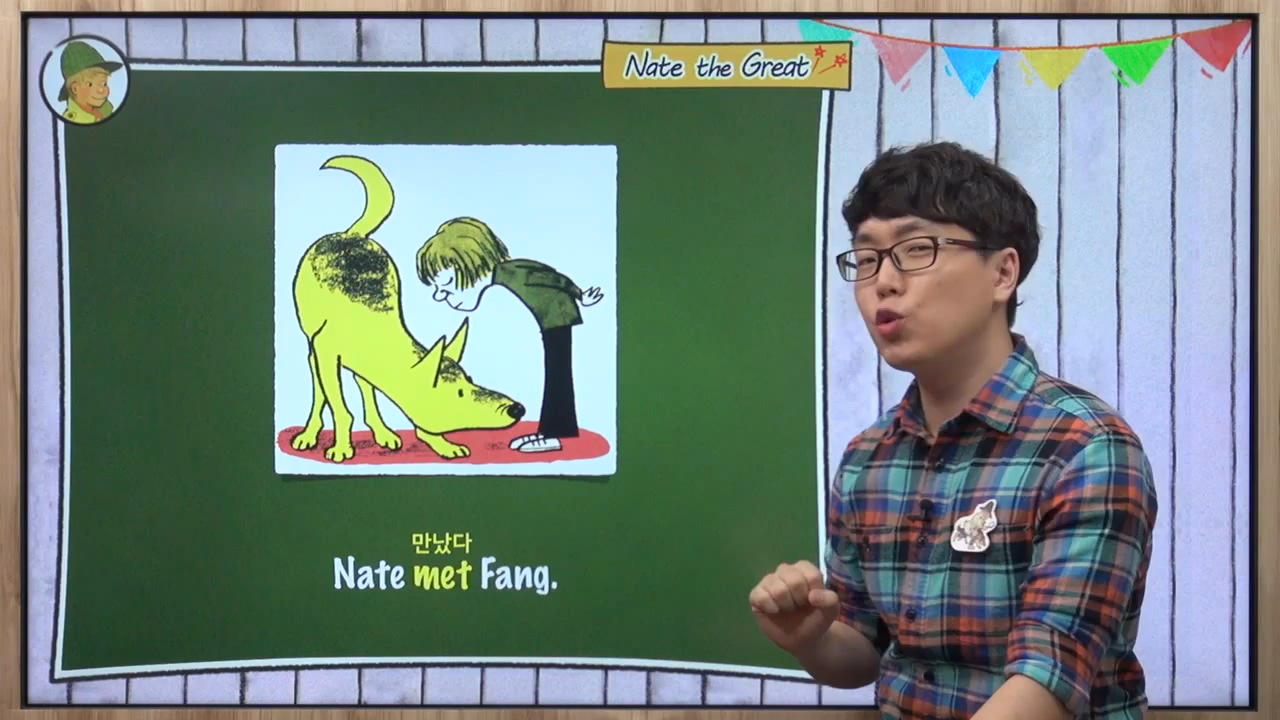 Nate the Great
만났다
Nate met Fang.